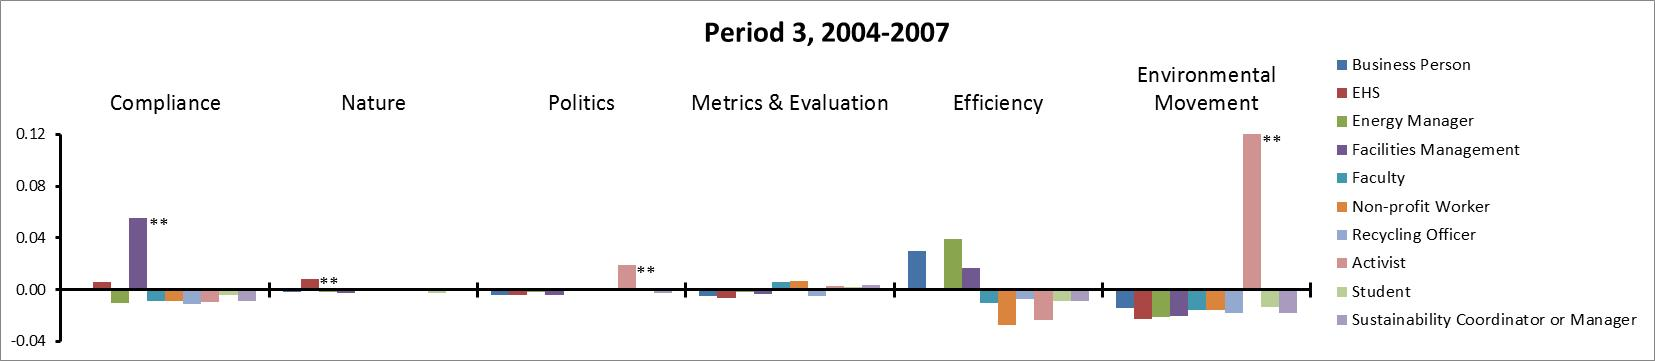 Period 3, 2004-2007
Compliance
Nature
Politics
Metrics & Evaluation
Efficiency
Environmental
Movement
0.12
0.08
0.04
0.00
-0.04
**
**
**
**
Business Person
EHS
Energy Manager
Facilities Management
Faculty
Non-profit Worker
Recycling Officer
Activist
Student
Sustainability Coordinator or Manager